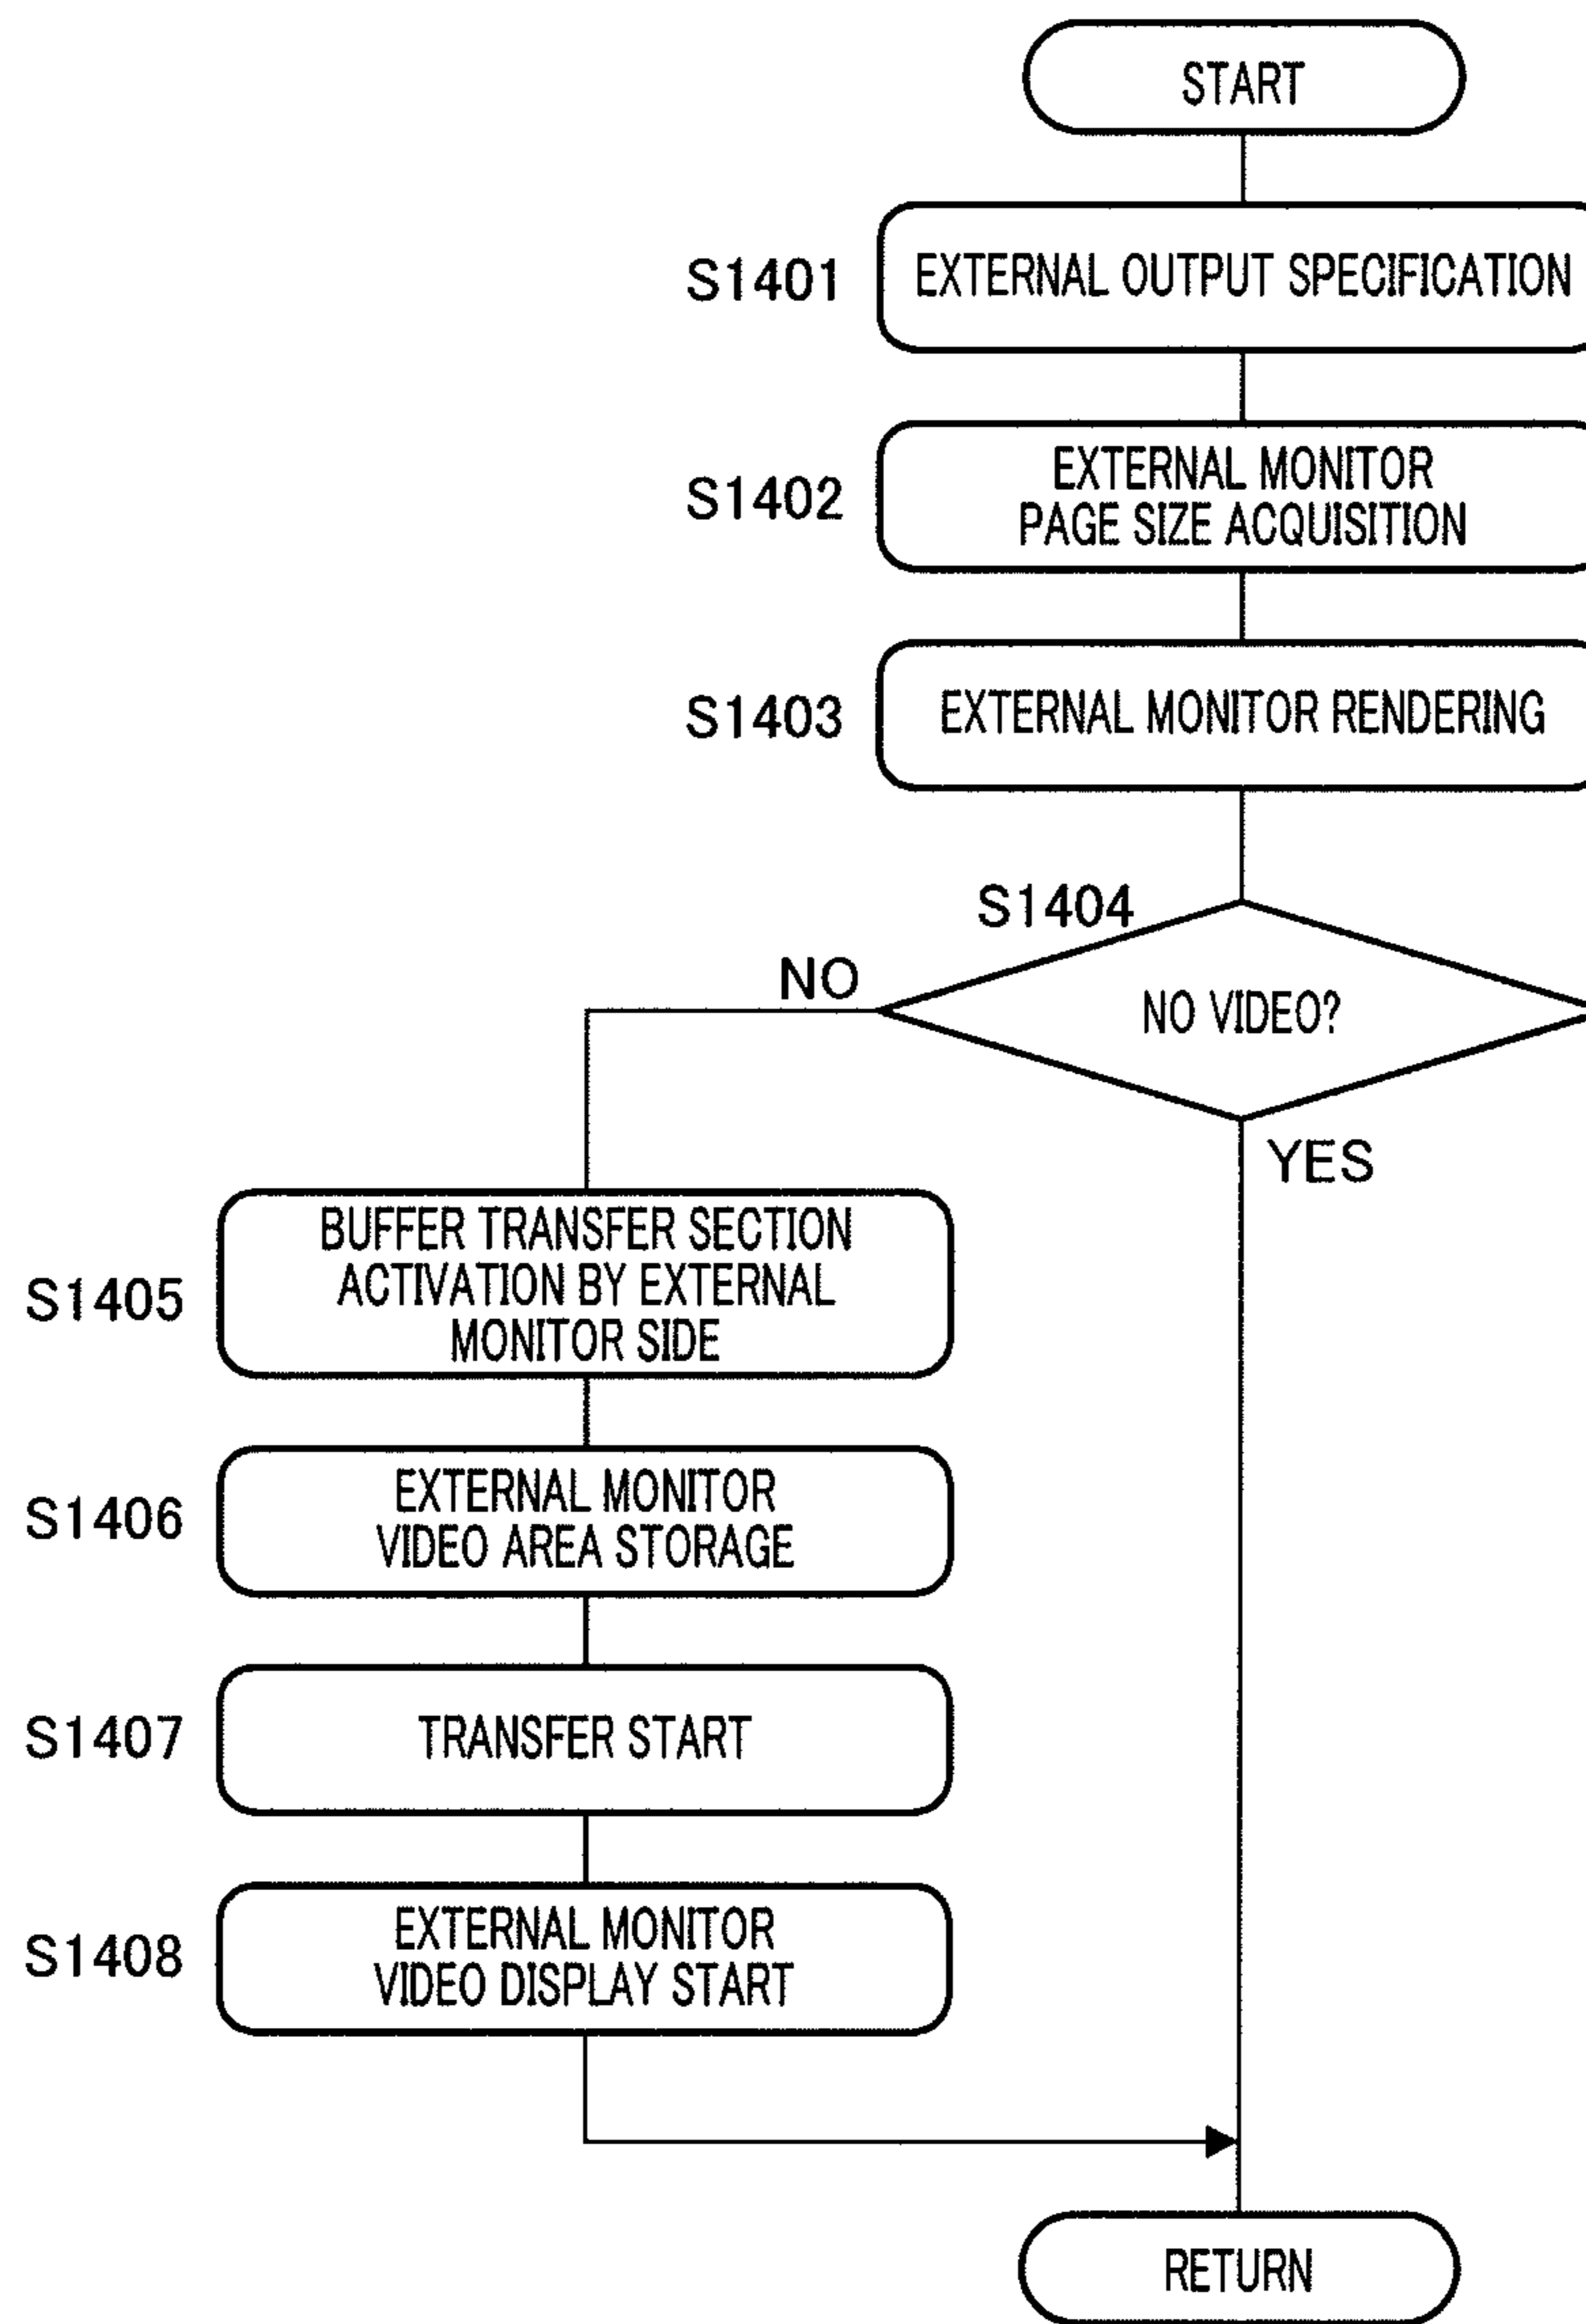 START
S1401
EXTERNAL OUTPUT SPECIFICATION
S1402
EXTERNAL MONITOR
PAGE SIZE ACQUISITION
S1403
EXTERNAL MONITOR RENDERING
S1404
NO
NO VIDEO?
YES
S1405
BUFFER TRANSFER SECTION
ACTIVATION BY EXTERNAL
MONITOR SIDE
S1406
EXTERNAL MONITOR
VIDEO AREA STORAGE
S1407
TRANSFER START
S1408
EXTERNAL MONITOR
VIDEO DISPLAY START
RETURN